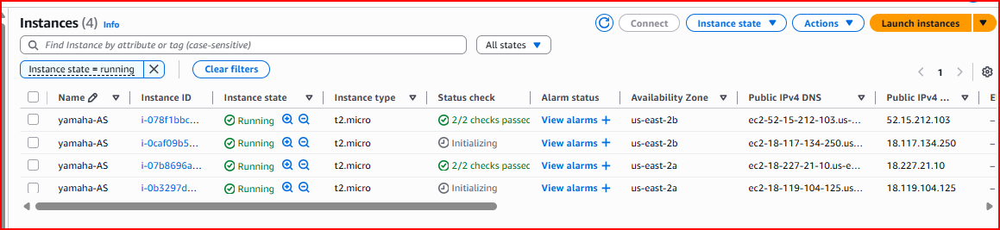 Instances (4) Info Connect Instance state Actions Launch instances
Find Instance by attribute or tag (case-sensitive) All states
Instance state = running Clear filters
1
Name Instance ID Instance state Instance type Status check Alarm status Availability Zone Public IPv4 DNS Public IPv4 ... E
yamaha-AS i-078f1bbc... Running t2.micro 2/2 checks passed View alarms + us-east-2b ec2-52-15-212-103.us-... 52.15.212.103 –
yamaha-AS i-0caf09b5... Running t2.micro Initializing View alarms + us-east-2b ec2-18-117-134-250.us... 18.117.134.250 –
yamaha-AS i-07b8696a... Running t2.micro 2/2 checks passed View alarms + us-east-2a ec2-18-227-21-10.us-e... 18.227.21.10 –
yamaha-AS i-0b3297d... Running t2.micro Initializing View alarms + us-east-2a ec2-18-119-104-125.us... 18.119.104.125 –